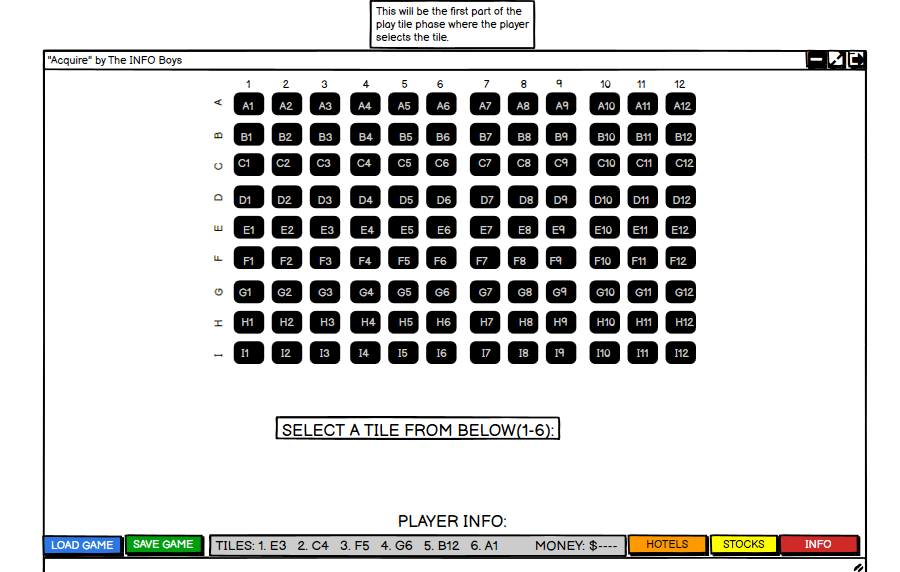 This will be the first part of the
play tile phase where the player
selects the tile.
"Acquire" by The INFO Boys
1 2 3 4 5 6 7 8 9 10 11 12
A A1 A2 A3 A4 A5 A6 A7 A8 A9 A10 A11 A12
B B1 B2 B3 B4 B5 B6 B7 B8 B9 B10 B11 B12
C C1 C2 C3 C4 C5 C6 C7 C8 C9 C10 C11 C12
D D1 D2 D3 D4 D5 D6 D7 D8 D9 D10 D11 D12
E E1 E2 E3 E4 E5 E6 E7 E8 E9 E10 E11 E12
F F1 F2 F3 F4 F5 F6 F7 F8 F9 F10 F11 F12
G G1 G2 G3 G4 G5 G6 G7 G8 G9 G10 G11 G12
H H1 H2 H3 H4 H5 H6 H7 H8 H9 H10 H11 H12
I I1 I2 I3 I4 I5 I6 I7 I8 I9 I10 I11 I12
SELECT A TILE FROM BELOW(1-6):
PLAYER INFO:
LOAD GAME SAVE GAME TILES: 1. E3 2. C4 3. F5 4. G6 5. B12 6. A1 MONEY: $---- HOTELS STOCKS INFO